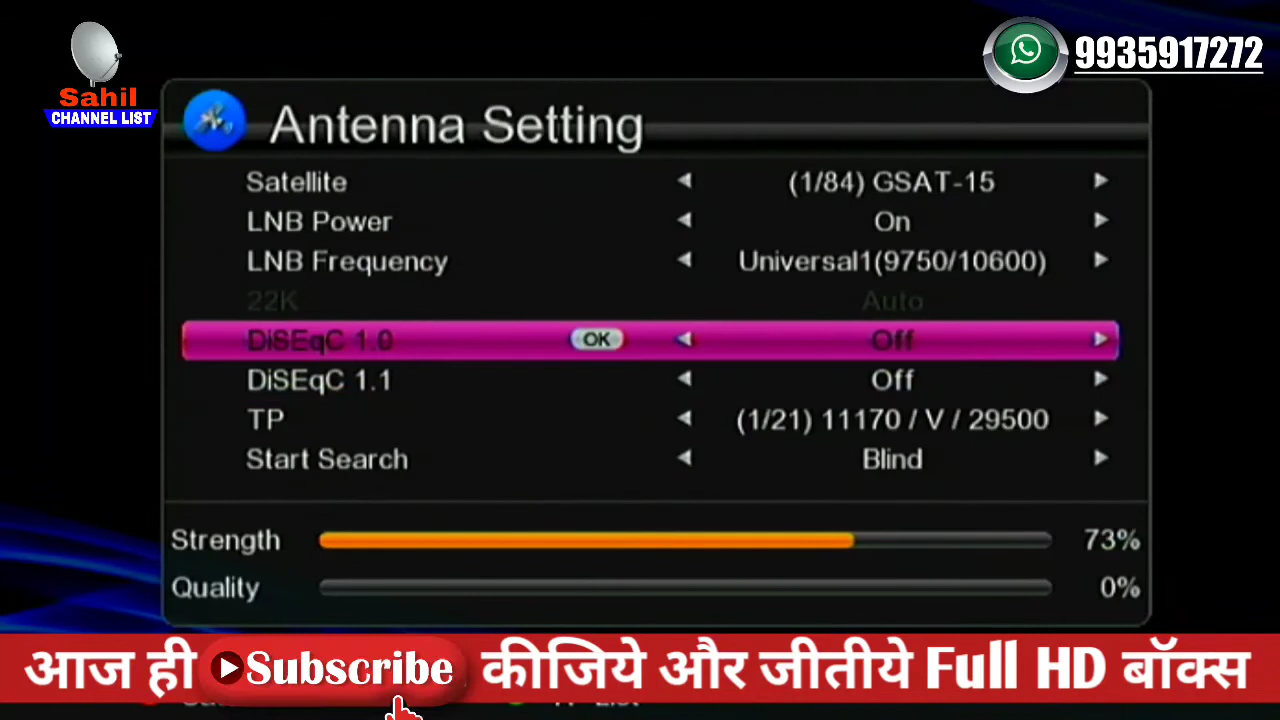 Sahil
CHANNEL LIST
9935917272
Antenna Setting
Satellite (1/84) GSAT-15
LNB Power On
LNB Frequency Universal1(9750/10600)
22K Auto
DiSEqC 1.0 OK Off
DiSEqC 1.1 Off
TP (1/21) 11170 / V / 29500
Start Search Blind
Strength 73%
Quality 0%
आज ही Subscribe कीजिये और जीतीये Full HD बॉक्स